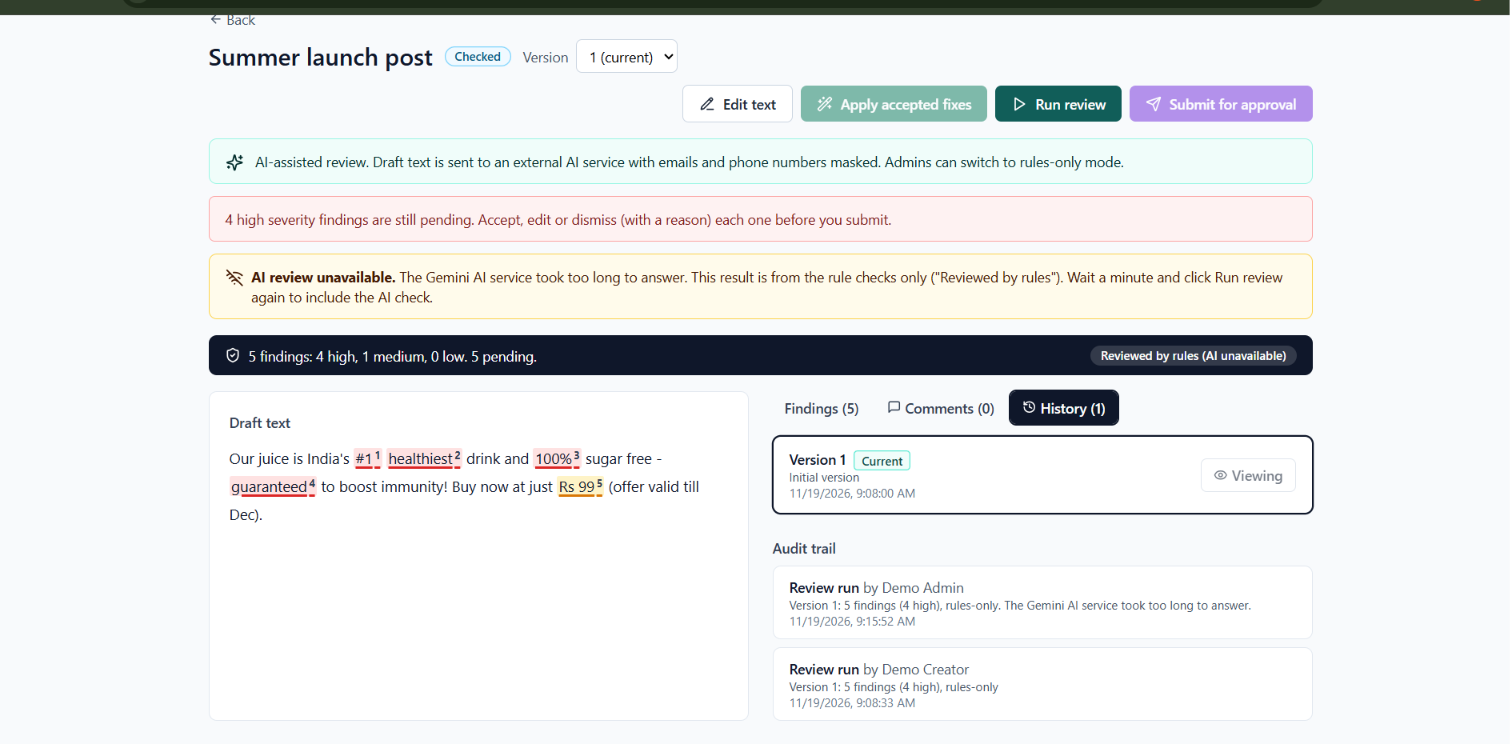 Back
Summer launch post Checked Version 1 (current)
Edit text Apply accepted fixes Run review Submit for approval
AI-assisted review. Draft text is sent to an external AI service with emails and phone numbers masked. Admins can switch to rules-only mode.
4 high severity findings are still pending. Accept, edit or dismiss (with a reason) each one before you submit.
AI review unavailable. The Gemini AI service took too long to answer. This result is from the rule checks only ("Reviewed by rules"). Wait a minute and click Run review
again to include the AI check.
5 findings: 4 high, 1 medium, 0 low. 5 pending. Reviewed by rules (AI unavailable)
Draft text
Our juice is India's #1 1 healthiest 2 drink and 100% 3 sugar free -
guaranteed 4 to boost immunity! Buy now at just Rs 99 5 (offer valid till
Dec).
Findings (5) Comments (0) History (1)
Version 1 Current
Initial version
11/19/2026, 9:08:00 AM
Viewing
Audit trail
Review run by Demo Admin
Version 1: 5 findings (4 high), rules-only. The Gemini AI service took too long to answer.
11/19/2026, 9:15:52 AM
Review run by Demo Creator
Version 1: 5 findings (4 high), rules-only
11/19/2026, 9:08:33 AM